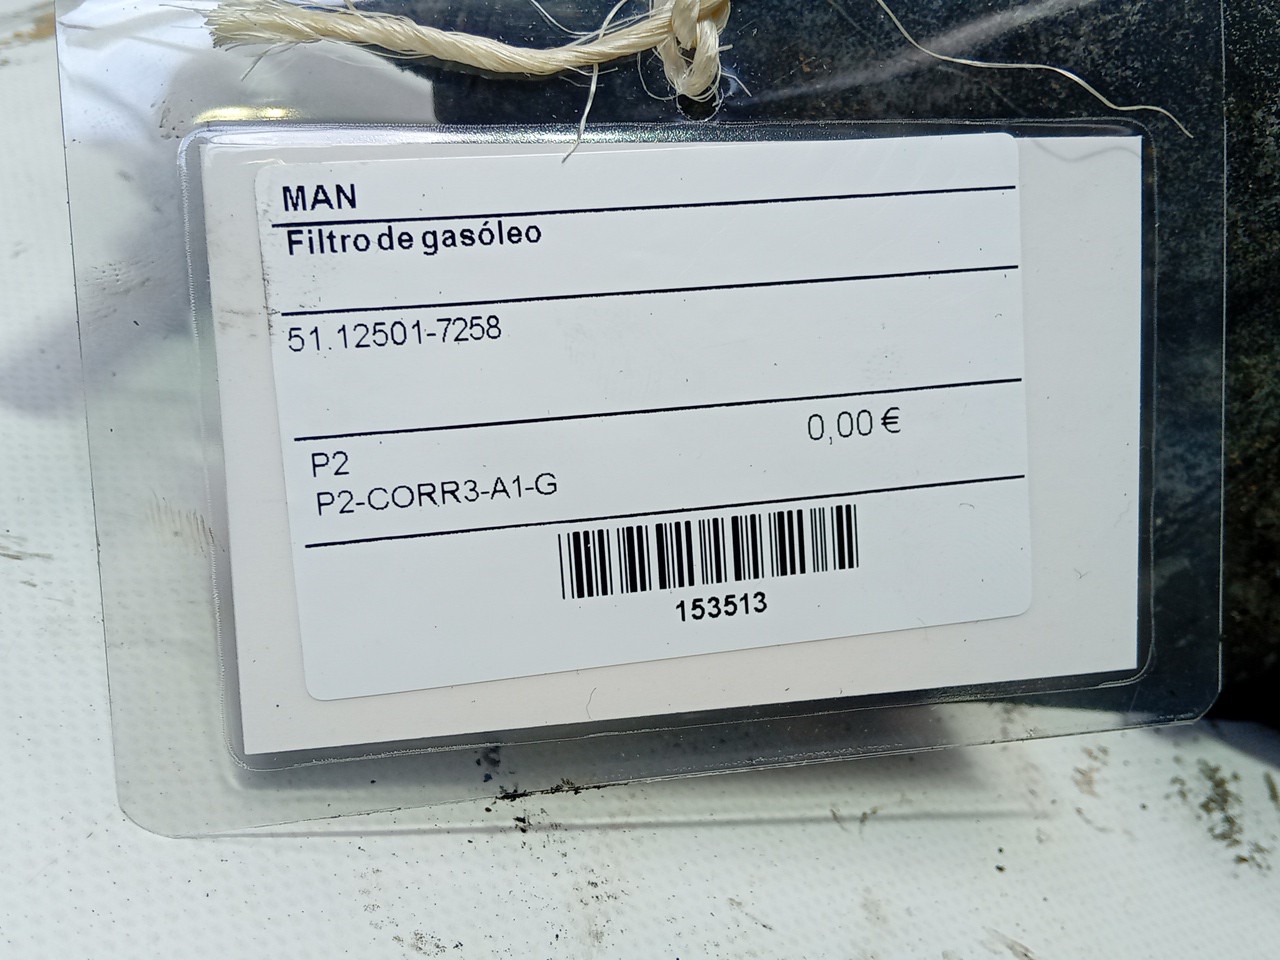 MAN
Filtro de gasóleo
51.12501-7258
0,00 €
P2
P2-CORR3-A1-G
153513